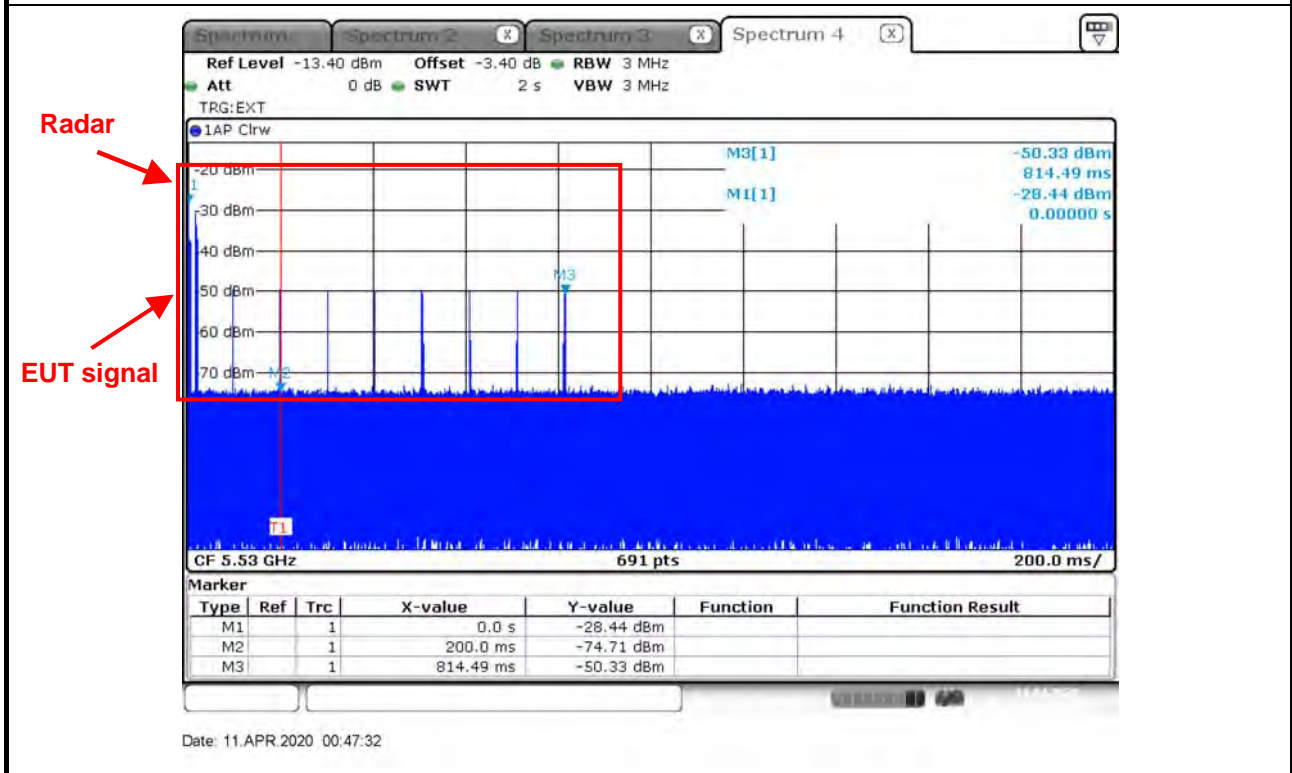 Spectrum Spectrum 2 X Spectrum 3 X Spectrum 4 X
Ref Level -13.40 dBm Offset -3.40 dB RBW 3 MHz
Att 0 dB SWT 2 s VBW 3 MHz
TRG:EXT
Radar
1AP Clrw
M3[1] -50.33 dBm
814.49 ms
M1[1] -28.44 dBm
0.00000 s
-20 dBm
1
-30 dBm
-40 dBm
M3
-50 dBm
-60 dBm
EUT signal
-70 dBm
M2
T1
CF 5.53 GHz 691 pts 200.0 ms/
Marker
Type Ref Trc X-value Y-value Function Function Result
M1 1 0.0 s -28.44 dBm
M2 1 200.0 ms -74.71 dBm
M3 1 814.49 ms -50.33 dBm
Date: 11.APR.2020 00:47:32